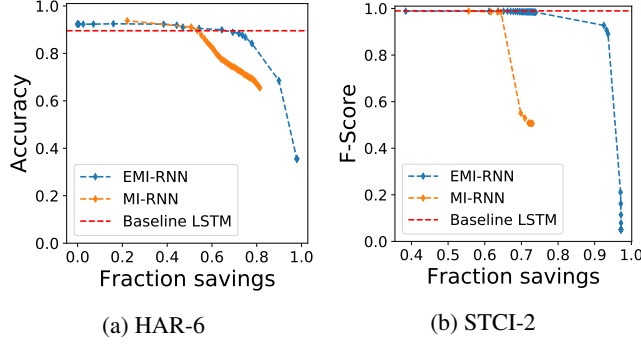 Accuracy
1.0
0.8
0.6
0.4
0.2
0.0
EMI-RNN
MI-RNN
Baseline LSTM
0.0 0.2 0.4 0.6 0.8 1.0
Fraction savings
(a) HAR-6
F-Score
1.0
0.8
0.6
0.4
0.2
0.0
EMI-RNN
MI-RNN
Baseline LSTM
0.4 0.5 0.6 0.7 0.8 0.9 1.0
Fraction savings
(b) STCI-2